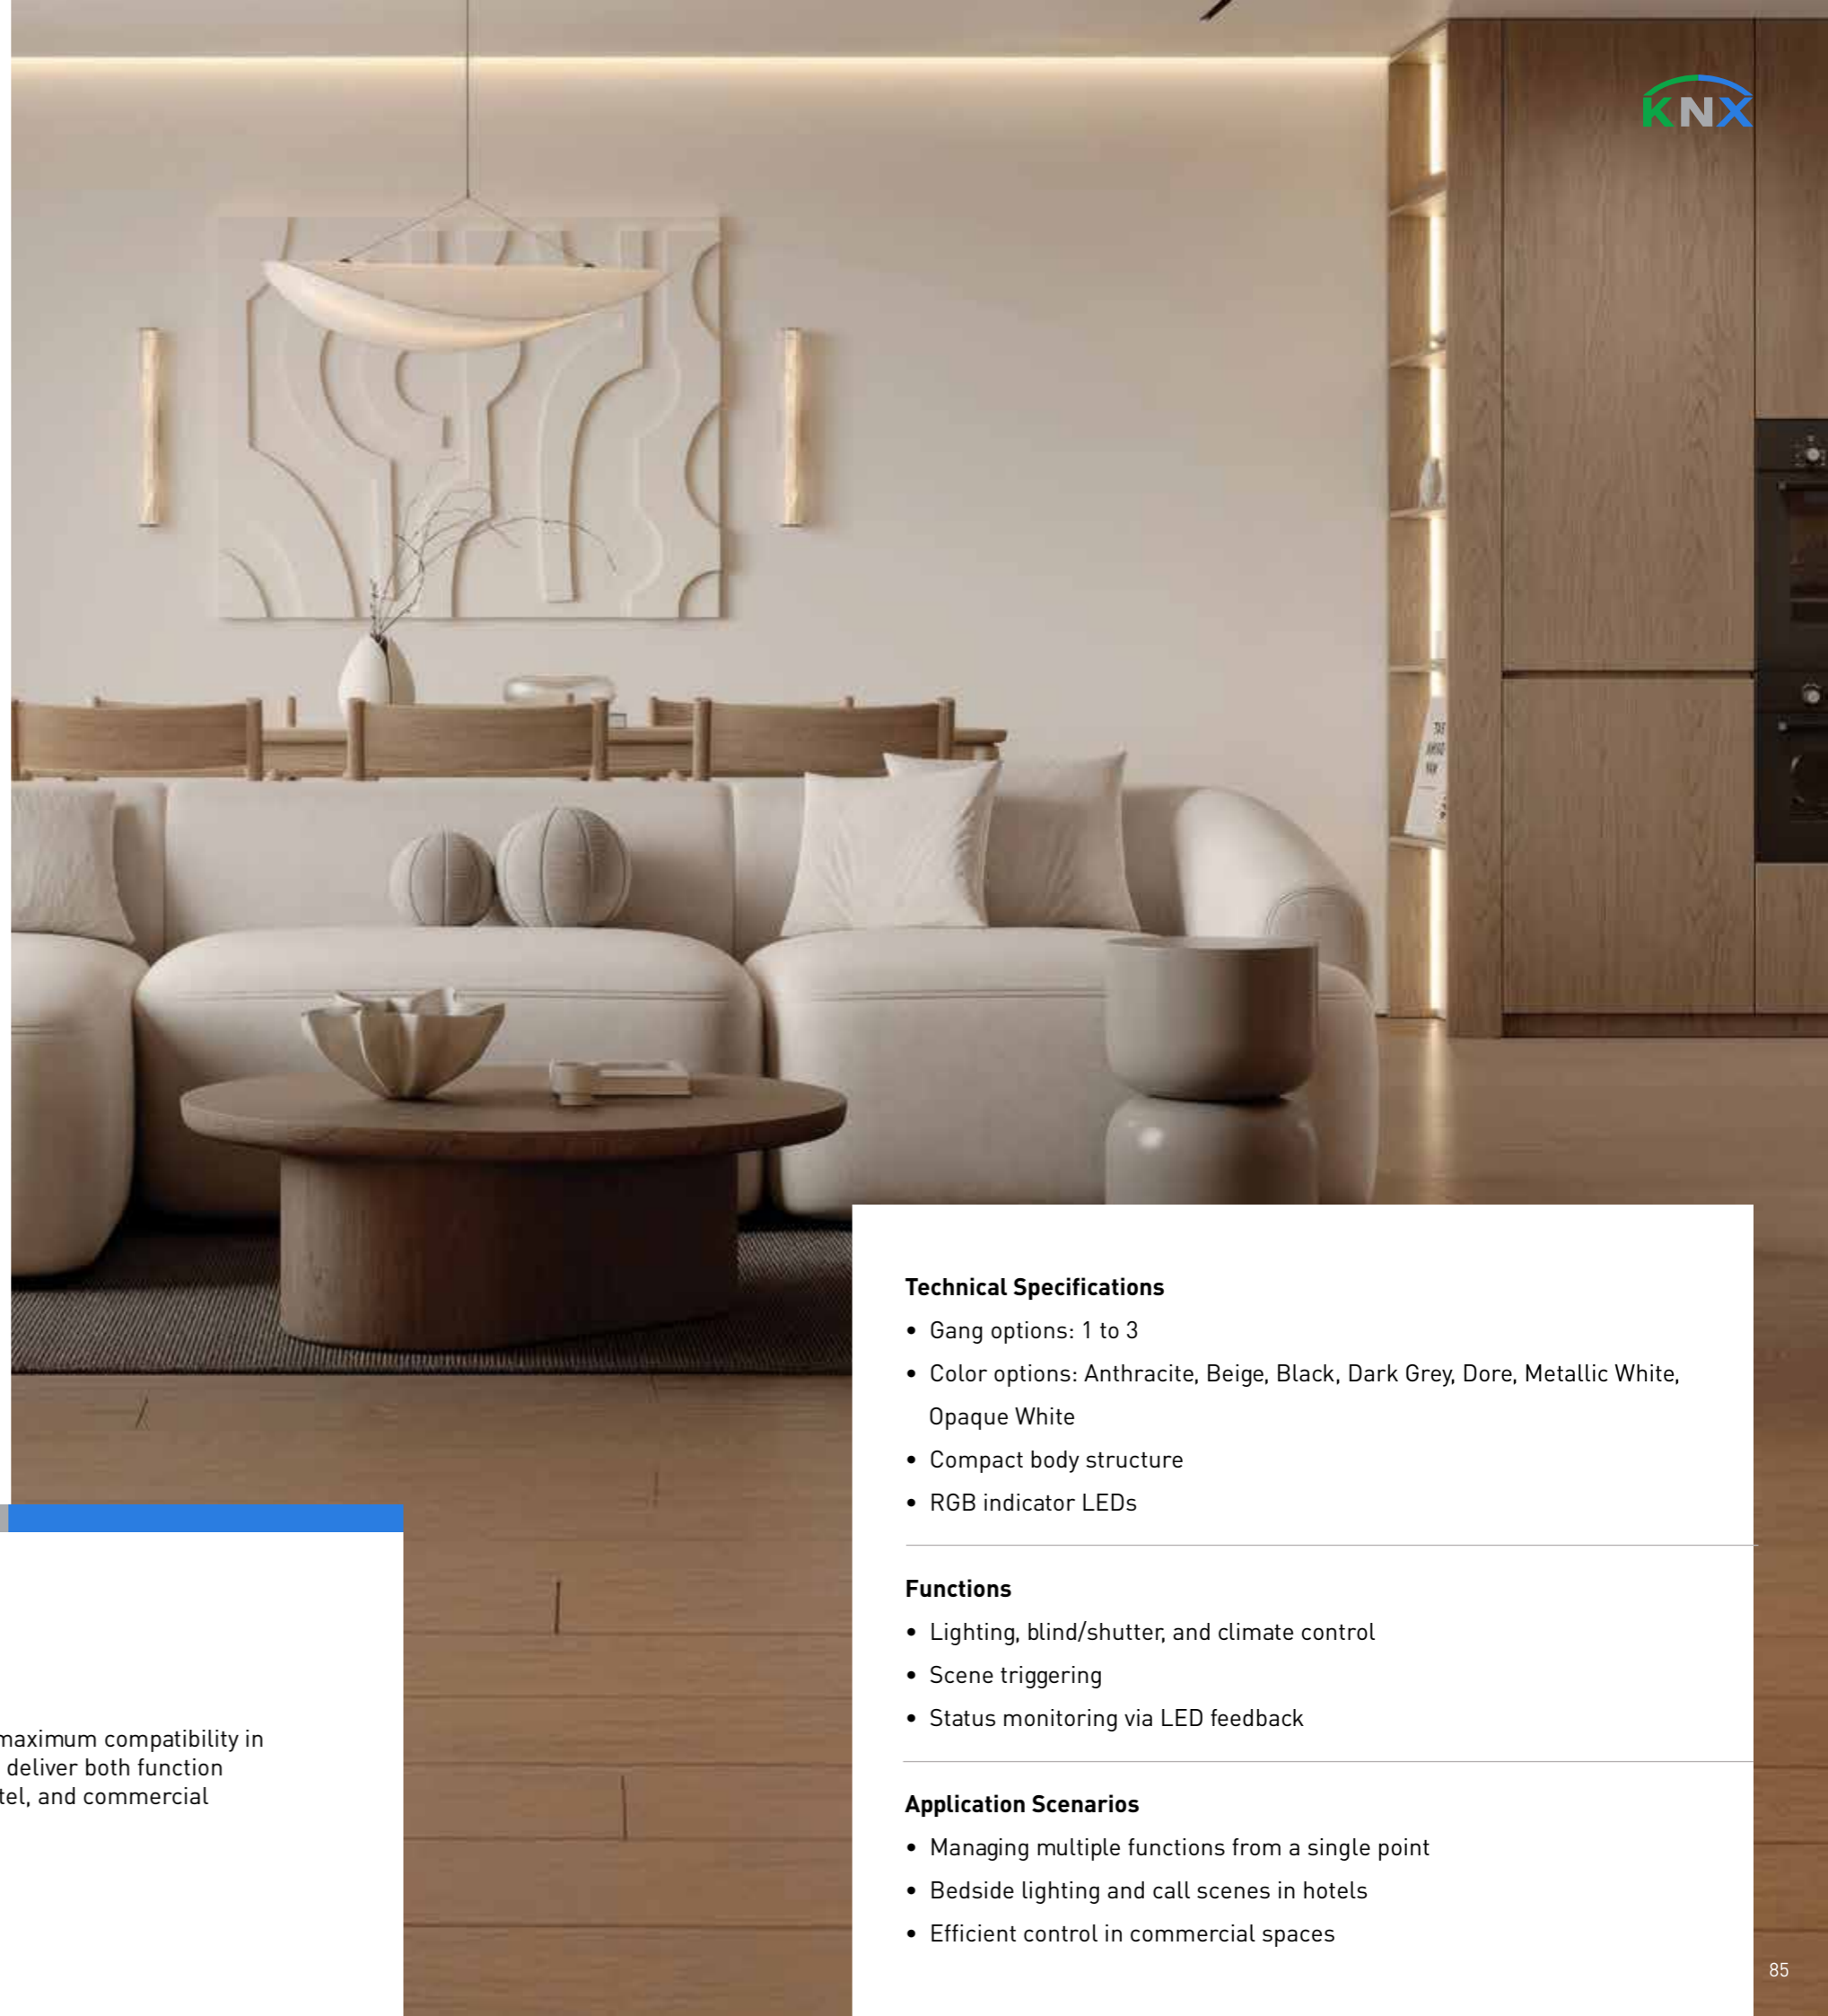 KNX
maximum compatibility in
deliver both function
tel, and commercial
Technical Specifications
• Gang options: 1 to 3
• Color options: Anthracite, Beige, Black, Dark Grey, Dore, Metallic White,
Opaque White
• Compact body structure
• RGB indicator LEDs
Functions
• Lighting, blind/shutter, and climate control
• Scene triggering
• Status monitoring via LED feedback
Application Scenarios
• Managing multiple functions from a single point
• Bedside lighting and call scenes in hotels
• Efficient control in commercial spaces
85